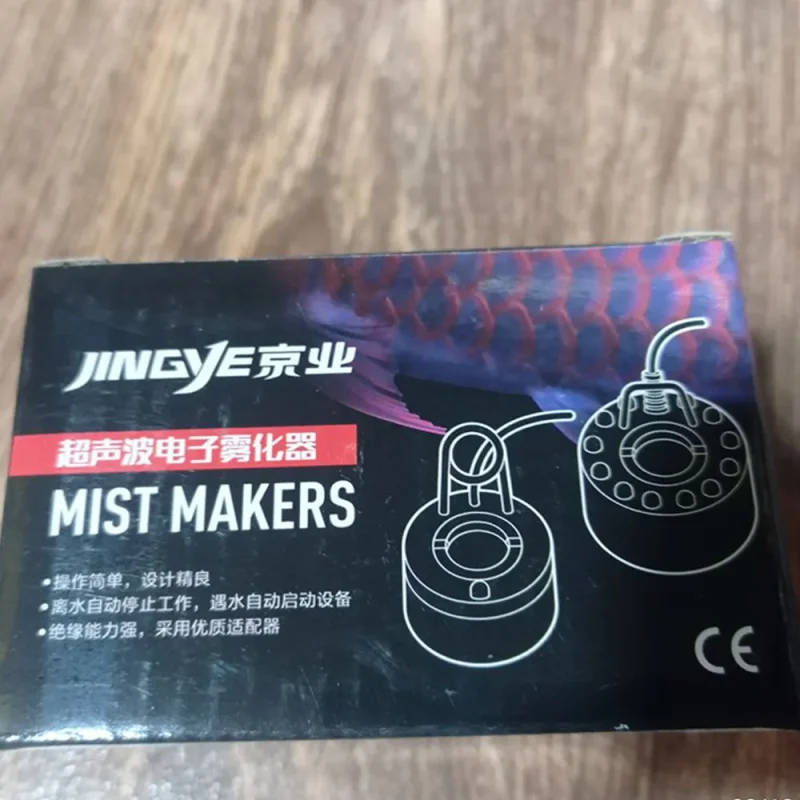 JINGYE京业
超声波电子雾化器
MIST MAKERS
•操作简单，设计精良
•离水自动停止工作，遇水自动启动设备
•绝缘能力强，采用优质适配器
CE